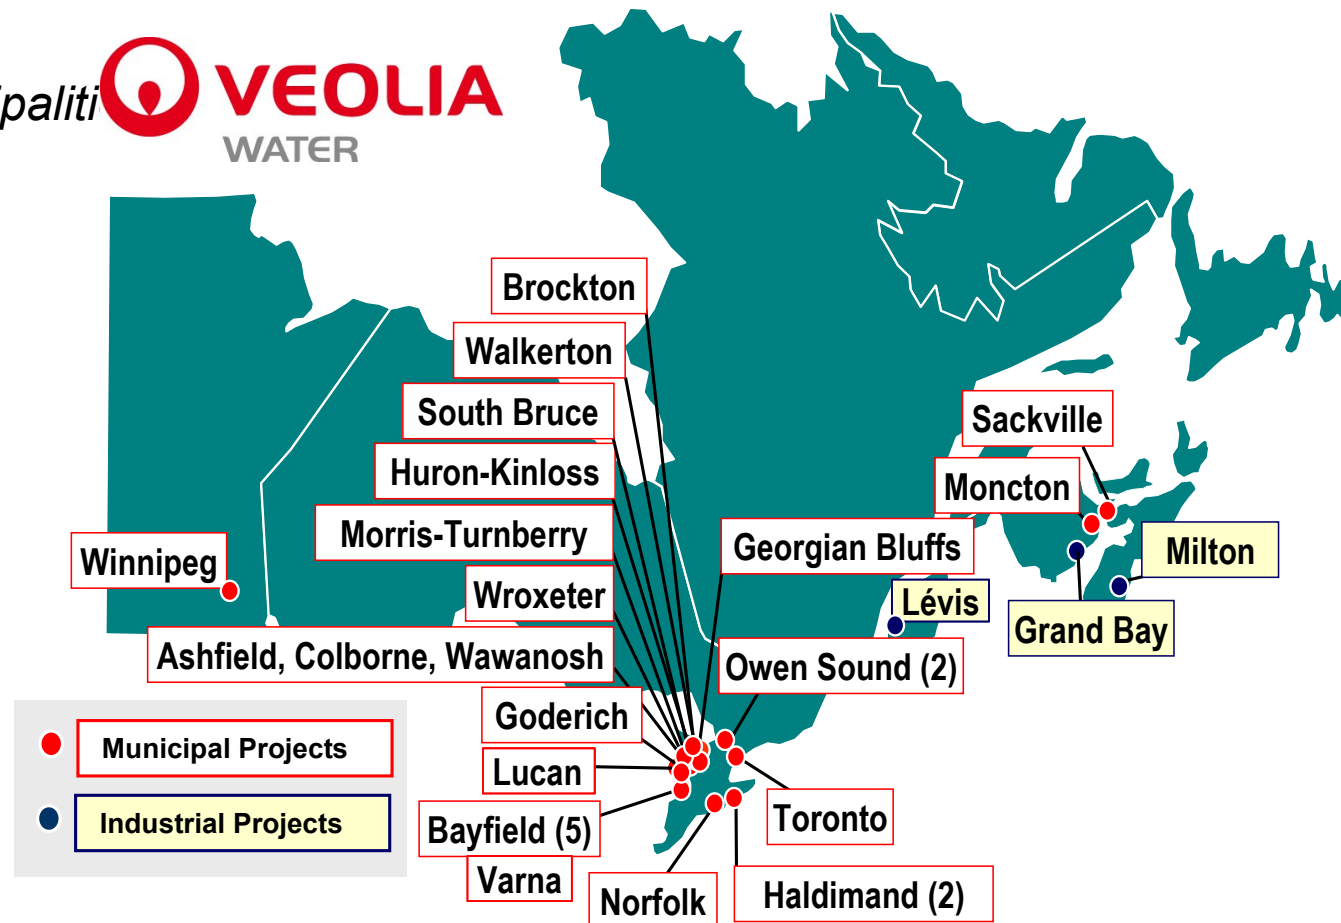 VEOLIA
WATER
Brockton
Walkerton
South Bruce
Huron-Kinloss
Morris-Turnberry
Wroxeter
Ashfield, Colborne, Wawanosh
Goderich
Lucan
Bayfield (5)
Varna
Norfolk
Haldimand (2)
Toronto
Owen Sound (2)
Georgian Bluffs
Winnipeg
Sackville
Moncton
Milton
Lévis
Grand Bay
Municipal Projects
Industrial Projects